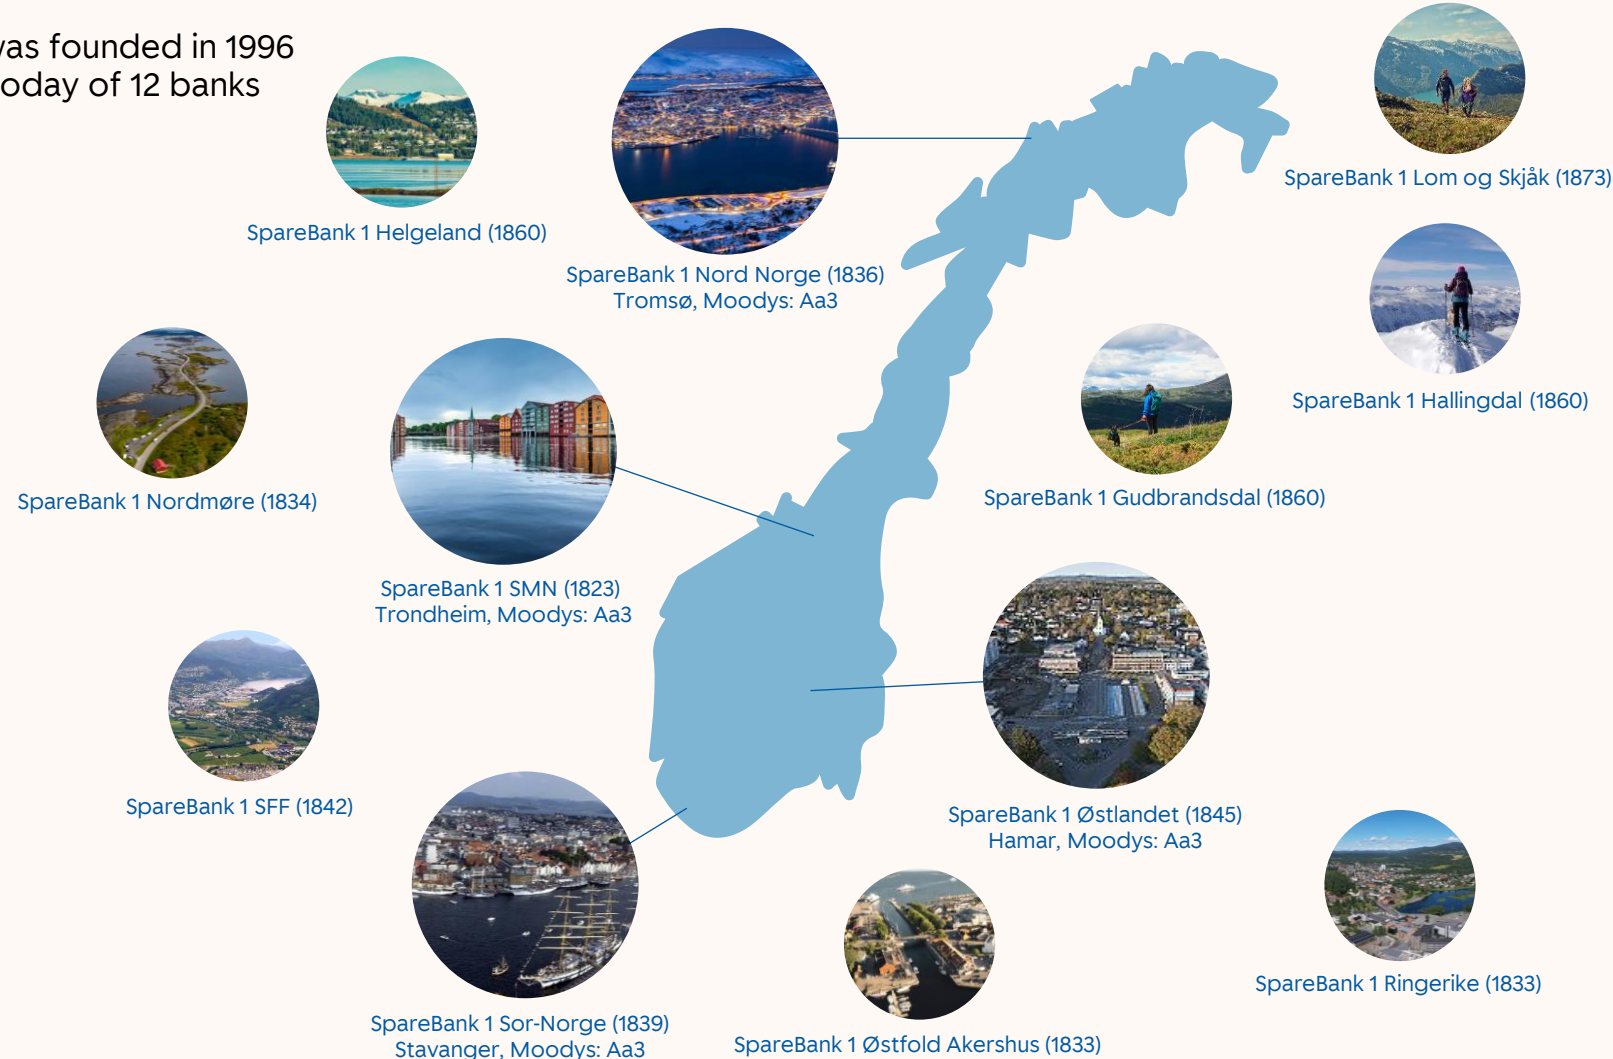 was founded in 1996
today of 12 banks
SpareBank 1 Helgeland (1860)
SpareBank 1 Nord Norge (1836)
Tromsø, Moodys: Aa3
SpareBank 1 Lom og Skjåk (1873)
SpareBank 1 Hallingdal (1860)
SpareBank 1 Nordmøre (1834)
SpareBank 1 Gudbrandsdal (1860)
SpareBank 1 SMN (1823)
Trondheim, Moodys: Aa3
SpareBank 1 SFF (1842)
SpareBank 1 Østlandet (1845)
Hamar, Moodys: Aa3
SpareBank 1 Ringerike (1833)
SpareBank 1 Sor-Norge (1839)
Stavanger, Moodys: Aa3
SpareBank 1 Østfold Akershus (1833)